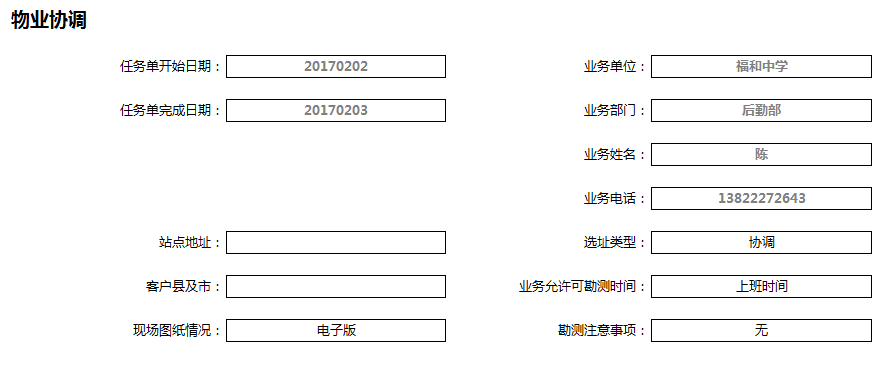 物业协调
任务单开始日期： 20170202 业务单位： 福和中学
任务单完成日期： 20170203 业务部门： 后勤部
业务姓名： 陈
业务电话： 13822272643
站点地址： 选址类型： 协调
客户县及市： 业务允许可勘测时间： 上班时间
现场图纸情况： 电子版 勘测注意事项： 无